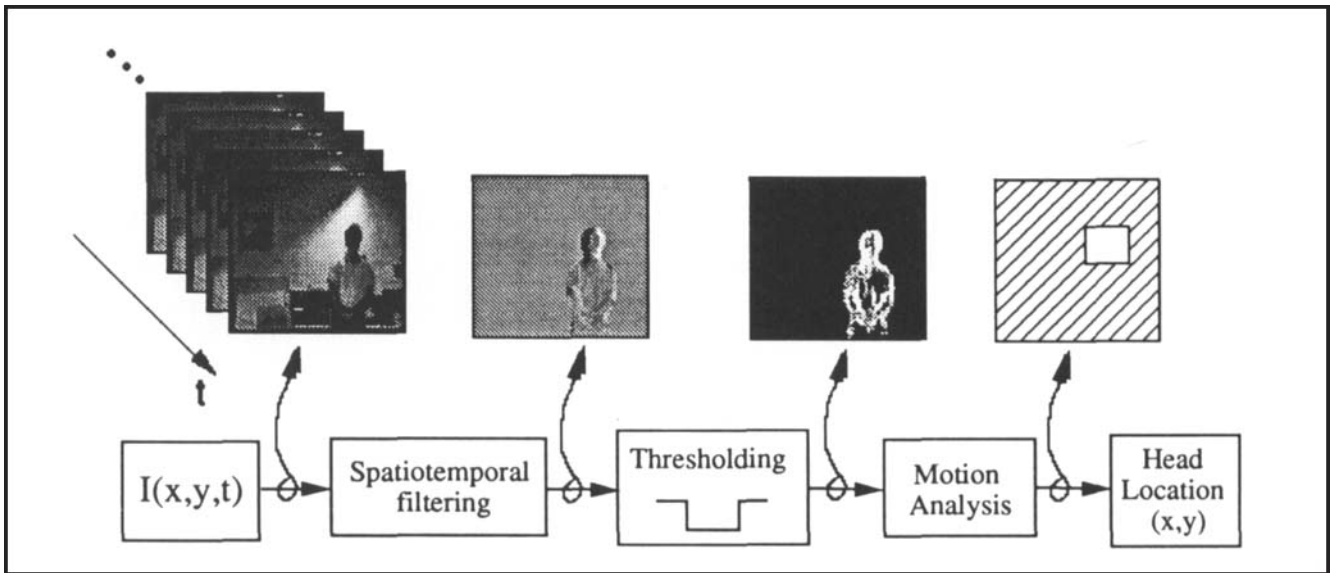 t
I(x,y,t)
Spatiotemporal
filtering
Thresholding
Motion
Analysis
Head
Location
(x,y)